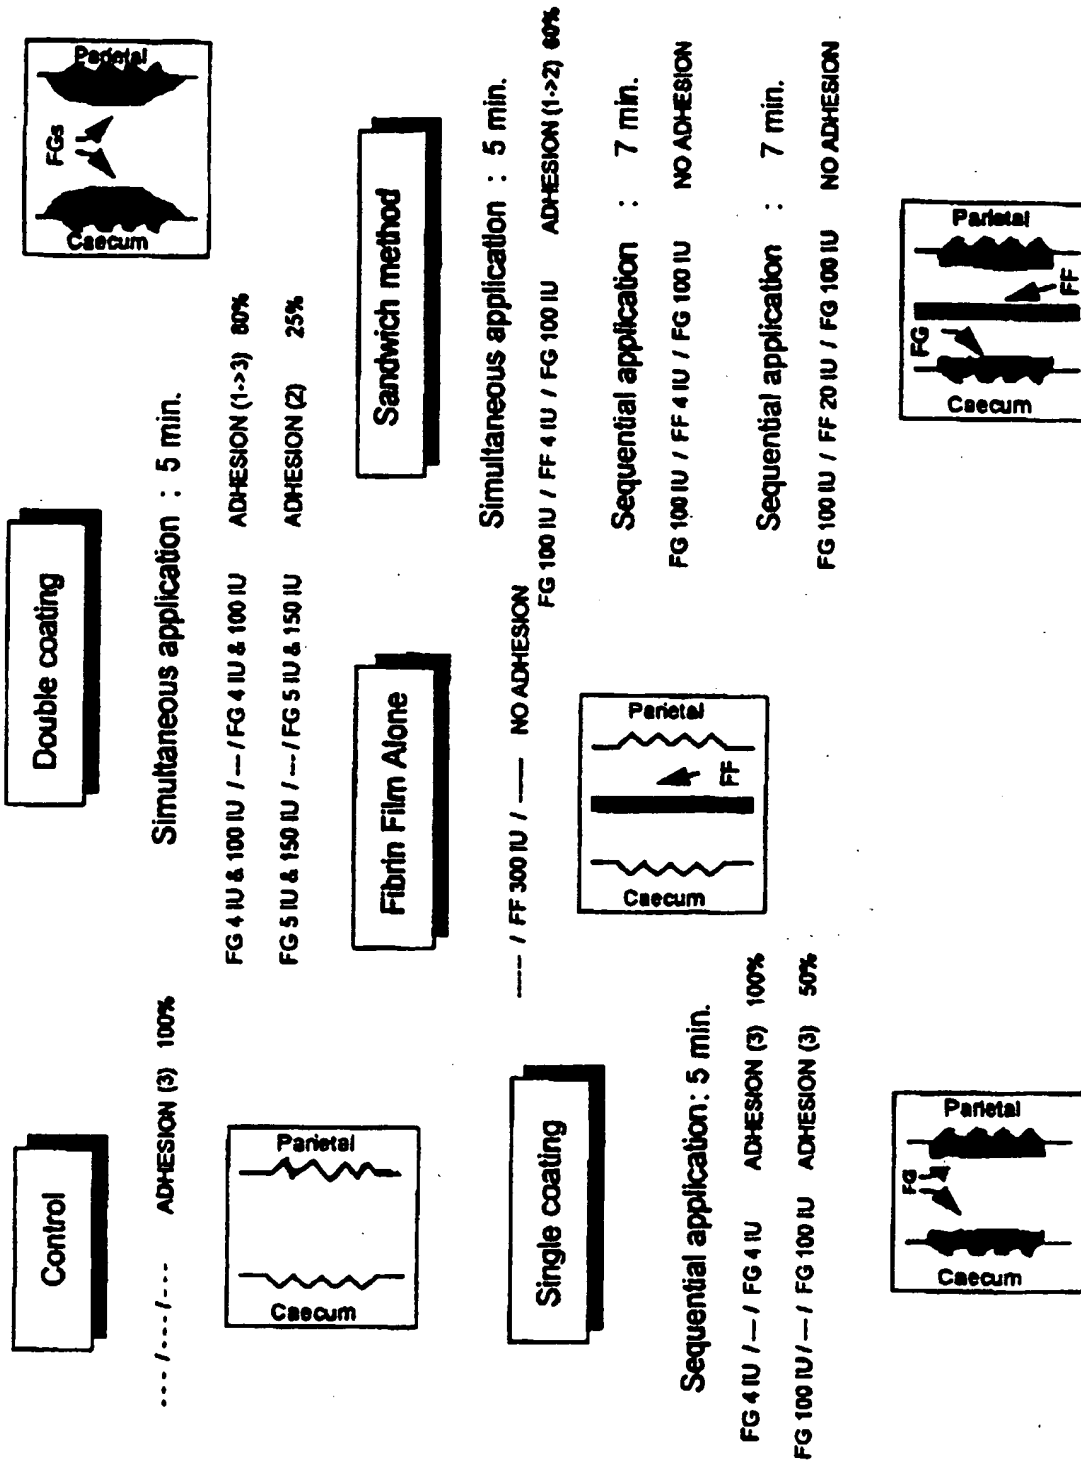 Control
--- / --- / --- ADHESION (3) 100%
Parietal
Caecum
Double coating
Simultaneous application : 5 min.
FG 4 IU & 100 IU / --- / FG 4 IU & 100 IU ADHESION (1->3) 80%
FG 5 IU & 150 IU / --- / FG 5 IU & 150 IU ADHESION (2) 25%
Parietal
FGs
Caecum
Fibrin Film Alone
---- / FF 300 IU / ---- NO ADHESION
Parietal
FF
Caecum
Single coating
Sequential application: 5 min.
FG 4 IU / --- / FG 4 IU ADHESION (3) 100%
FG 100 IU / --- / FG 100 IU ADHESION (3) 50%
Parietal
FG
Caecum
Sandwich method
Simultaneous application : 5 min.
FG 100 IU / FF 4 IU / FG 100 IU ADHESION (1->2) 60%
Sequential application : 7 min.
FG 100 IU / FF 4 IU / FG 100 IU NO ADHESION
Sequential application : 7 min.
FG 100 IU / FF 20 IU / FG 100 IU NO ADHESION
Parietal
FG
FF
Caecum